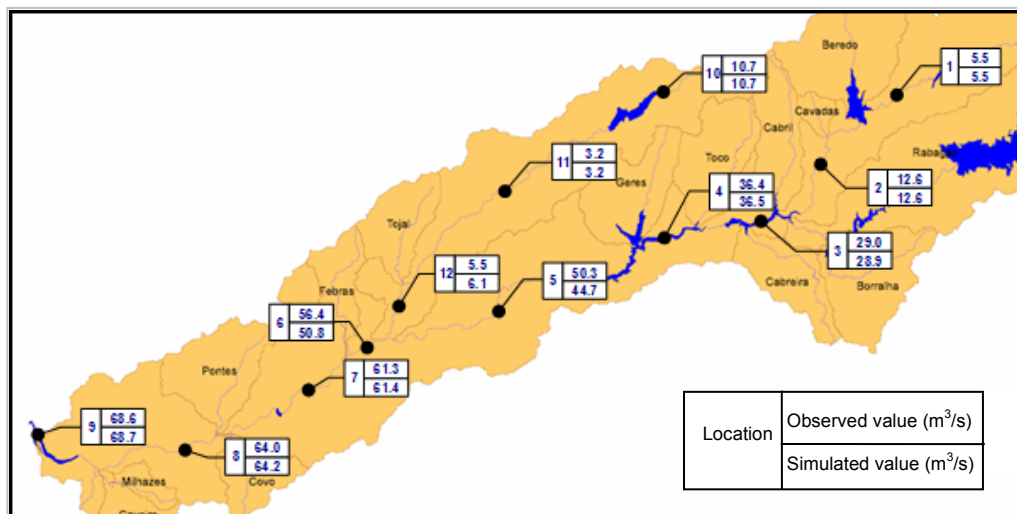 Beredo
1 5.5
5.5
10 10.7
10.7
Cavadas
Cabril
Rabag
11 3.2
3.2
Toco
Geres
4 36.4
36.5
2 12.6
12.6
Tojal
3 29.0
28.9
12 5.5
6.1
5 50.3
44.7
Cabreira
Borralha
Febras
6 56.4
50.8
Pontes
7 61.3
61.4
9 68.6
68.7
8 64.0
64.2
Milhazes
Covo
Location
Observed value (m³/s)
Simulated value (m³/s)